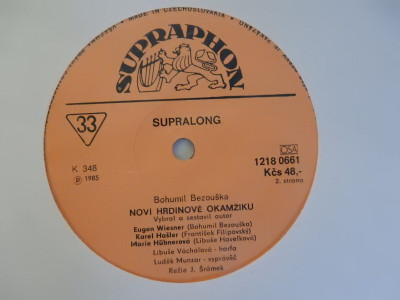 MADE IN CZECHOSLOVAKIA
SUPRAPHON
33
SUPRALONG
OSA
K 348
1218 0661
Ⓟ 1985
Kčs 48,-
2. strana
Bohumil Bezouška
NOVÍ HRDINOVÉ OKAMŽIKU
Vybral a sestavil autor
Eugen Wiesner (Bohumil Bezouška)
Karel Hašler (František Filipovský)
Marie Hübnerová (Libuše Havelková)
Libuše Váchalová - harfa
Luděk Munzar - vypravěč
Režie J. Šrámek